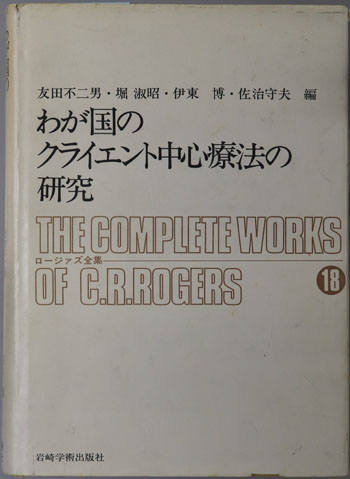 友田不二男・堀 淑昭・伊東 博・佐治守夫 編
わが国の
クライエント中心療法の
研究
THE COMPLETE WORKS
ロージァズ全集
18
OF C.R.ROGERS
岩崎学術出版社